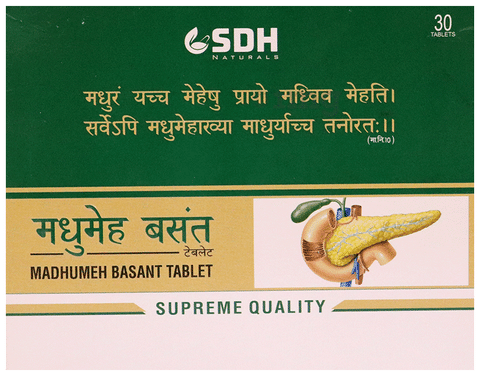 SDH
NATURALS
30
TABLETS
मधुरं यच्च मेहेषु प्रायो मध्विव मेहति।
सर्वेऽपि मधुमेहाख्या माधुर्याच्च तनोरतः।।
(मा.नि.10)
मधुमेह बसंत
टेबलेट
MADHUMEH BASANT TABLET
SUPREME QUALITY